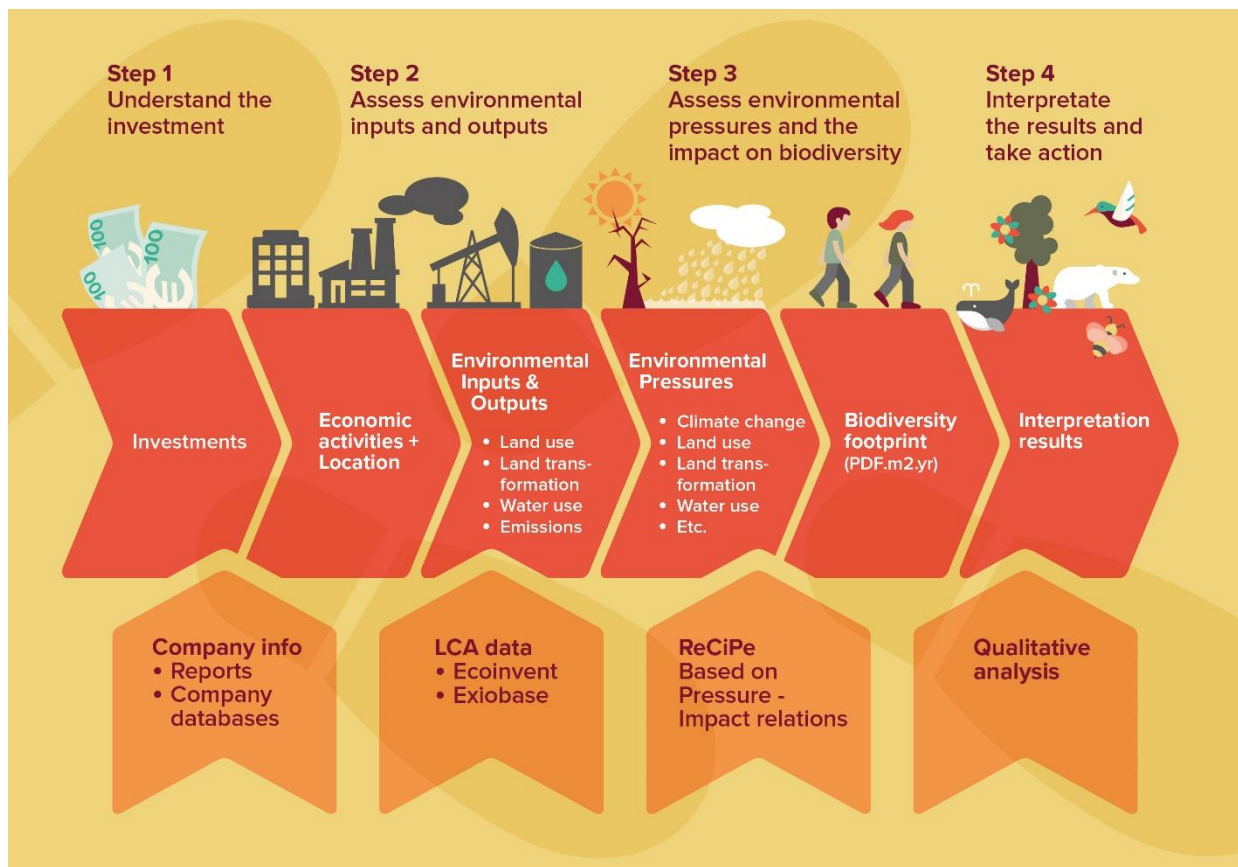 Step 1
Understand the
investment
Step 2
Assess environmental
inputs and outputs
Step 3
Assess environmental
pressures and the
impact on biodiversity
Step 4
Interpretate
the results and
take action
100
100
100
Investments
Economic
activities +
Location
Environmental
Inputs &
Outputs
• Land use
• Land trans-
formation
• Water use
• Emissions
Environmental
Pressures
• Climate change
• Land use
• Land trans-
formation
• Water use
• Etc.
Biodiversity
footprint
(PDF.m2.yr)
Interpretation
results
Company info
• Reports
• Company
databases
LCA data
• Ecoinvent
• Exiobase
ReCiPe
Based on
Pressure -
Impact relations
Qualitative
analysis